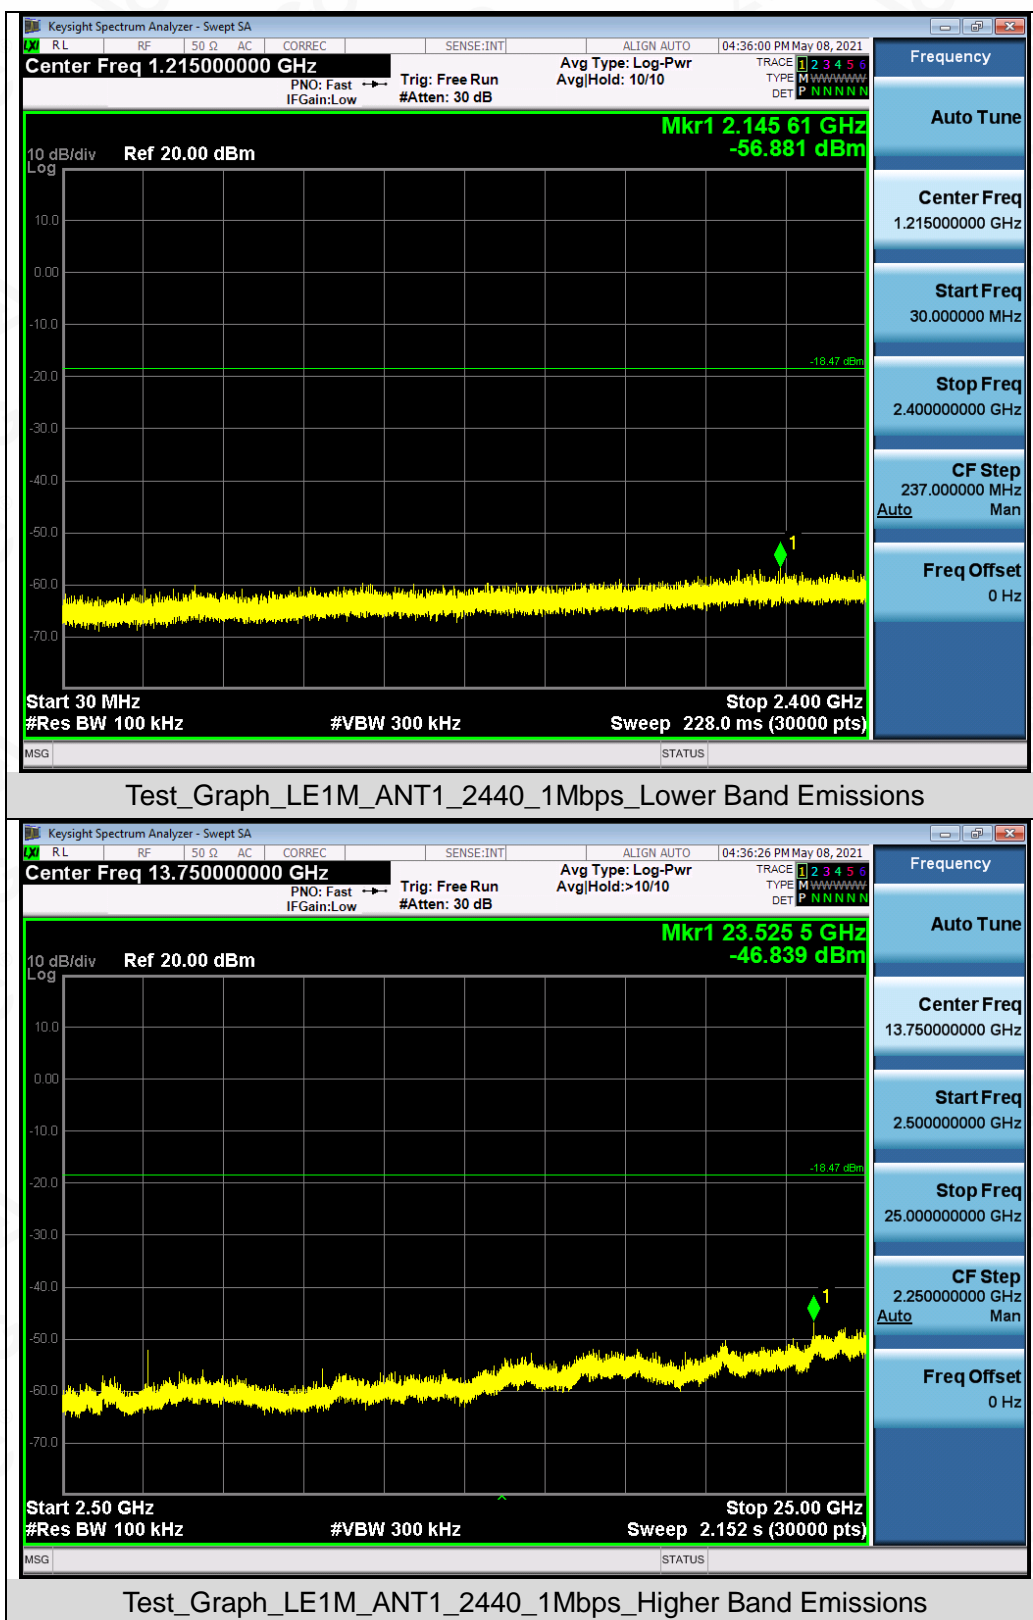 Keysight Spectrum Analyzer - Swept SA
LXI RL RF 50 Ω AC CORREC SENSE:INT ALIGN AUTO 04:36:00 PM May 08, 2021
Center Freq 1.215000000 GHz
PNO: Fast
IFGain:Low
Trig: Free Run
#Atten: 30 dB
Avg Type: Log-Pwr
Avg|Hold: 10/10
TRACE 1 2 3 4 5 6
TYPE M WWWWW
DET P N N N N N
Mkr1 2.145 61 GHz
-56.881 dBm
10 dB/div Ref 20.00 dBm
Log
10.0
0.00
-10.0
-18.47 dBm
-20.0
-30.0
-40.0
-50.0
1
-60.0
-70.0
Start 30 MHz Stop 2.400 GHz
#Res BW 100 kHz #VBW 300 kHz Sweep 228.0 ms (30000 pts)
MSG STATUS
Frequency
Auto Tune
Center Freq
1.215000000 GHz
Start Freq
30.000000 MHz
Stop Freq
2.400000000 GHz
CF Step
237.000000 MHz
Auto Man
Freq Offset
0 Hz
Test_Graph_LE1M_ANT1_2440_1Mbps_Lower Band Emissions
Keysight Spectrum Analyzer - Swept SA
LXI RL RF 50 Ω AC CORREC SENSE:INT ALIGN AUTO 04:36:26 PM May 08, 2021
Center Freq 13.750000000 GHz
PNO: Fast
IFGain:Low
Trig: Free Run
#Atten: 30 dB
Avg Type: Log-Pwr
Avg|Hold:>10/10
TRACE 1 2 3 4 5 6
TYPE M WWWWW
DET P N N N N N
Mkr1 23.525 5 GHz
-46.839 dBm
10 dB/div Ref 20.00 dBm
Log
10.0
0.00
-10.0
-18.47 dBm
-20.0
-30.0
-40.0
1
-50.0
-60.0
-70.0
Start 2.50 GHz Stop 25.00 GHz
#Res BW 100 kHz #VBW 300 kHz Sweep 2.152 s (30000 pts)
MSG STATUS
Frequency
Auto Tune
Center Freq
13.750000000 GHz
Start Freq
2.500000000 GHz
Stop Freq
25.000000000 GHz
CF Step
2.250000000 GHz
Auto Man
Freq Offset
0 Hz
Test_Graph_LE1M_ANT1_2440_1Mbps_Higher Band Emissions